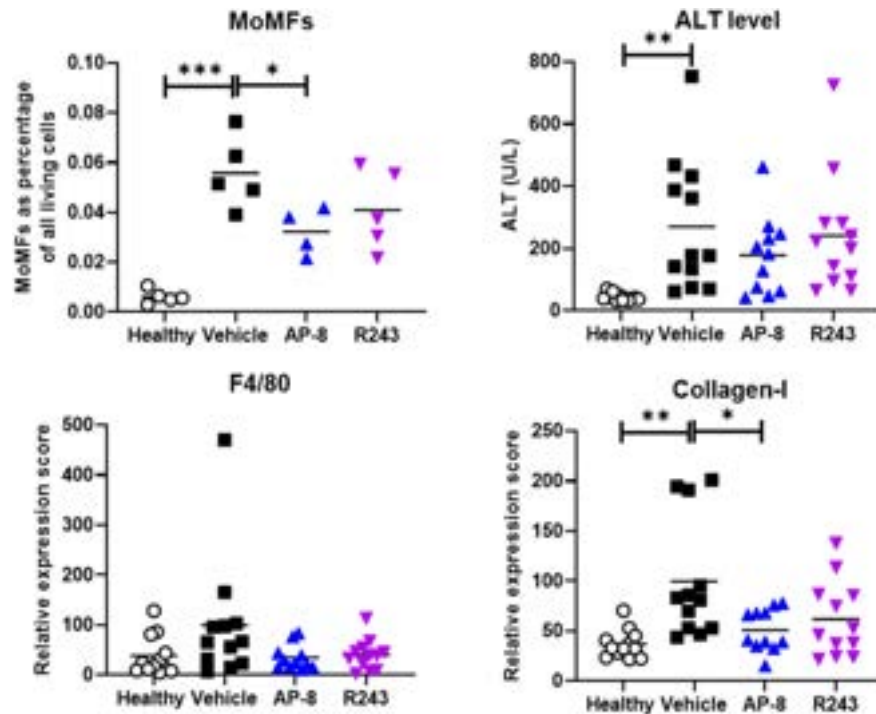 MoMFs
MoMFs as percentage
of all living cells
0.10
0.08
0.06
0.04
0.02
0.00
*** *
Healthy Vehicle AP-8 R243
ALT level
ALT (U/L)
800
600
400
200
0
**
Healthy Vehicle AP-8 R243
F4/80
Relative expression score
500
400
300
200
100
0
Healthy Vehicle AP-8 R243
Collagen-I
Relative expression score
250
200
150
100
50
0
** *
Healthy Vehicle AP-8 R243